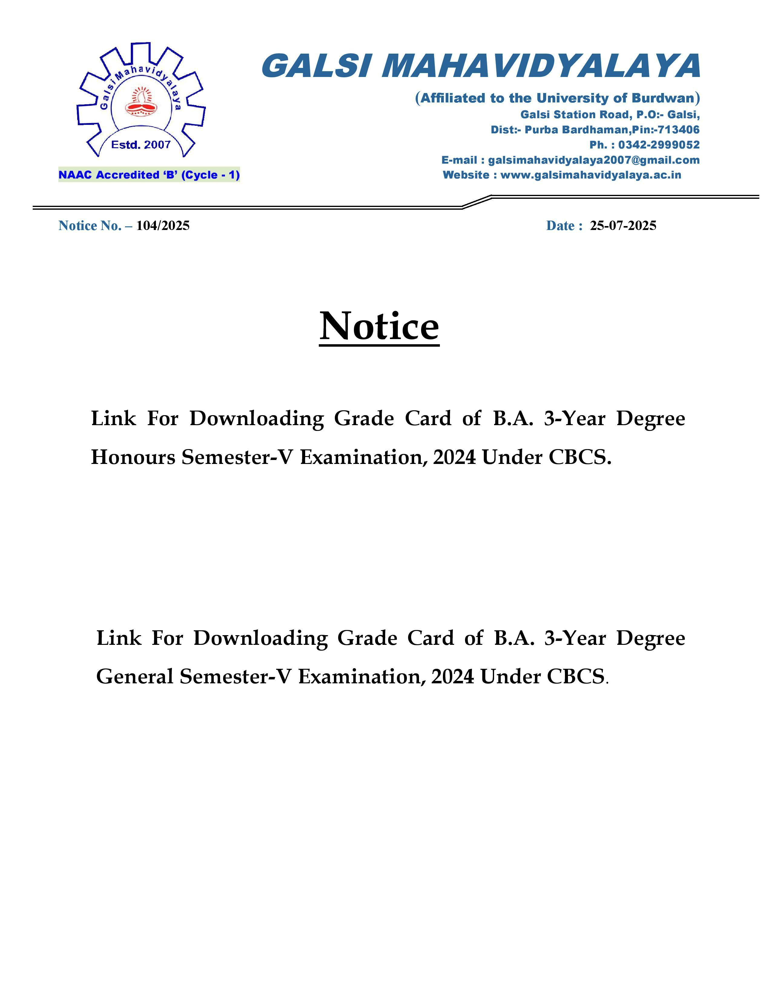 Galsi Mahavidyalaya
Estd. 2007
NAAC Accredited ‘B’ (Cycle - 1)
GALSI MAHAVIDYALAYA
(Affiliated to the University of Burdwan)
Galsi Station Road, P.O:- Galsi,
Dist:- Purba Bardhaman,Pin:-713406
Ph. : 0342-2999052
E-mail : galsimahavidyalaya2007@gmail.com
Website : www.galsimahavidyalaya.ac.in
Notice No. – 104/2025 Date : 25-07-2025
Notice
Link For Downloading Grade Card of B.A. 3-Year Degree
Honours Semester-V Examination, 2024 Under CBCS.
Link For Downloading Grade Card of B.A. 3-Year Degree
General Semester-V Examination, 2024 Under CBCS.